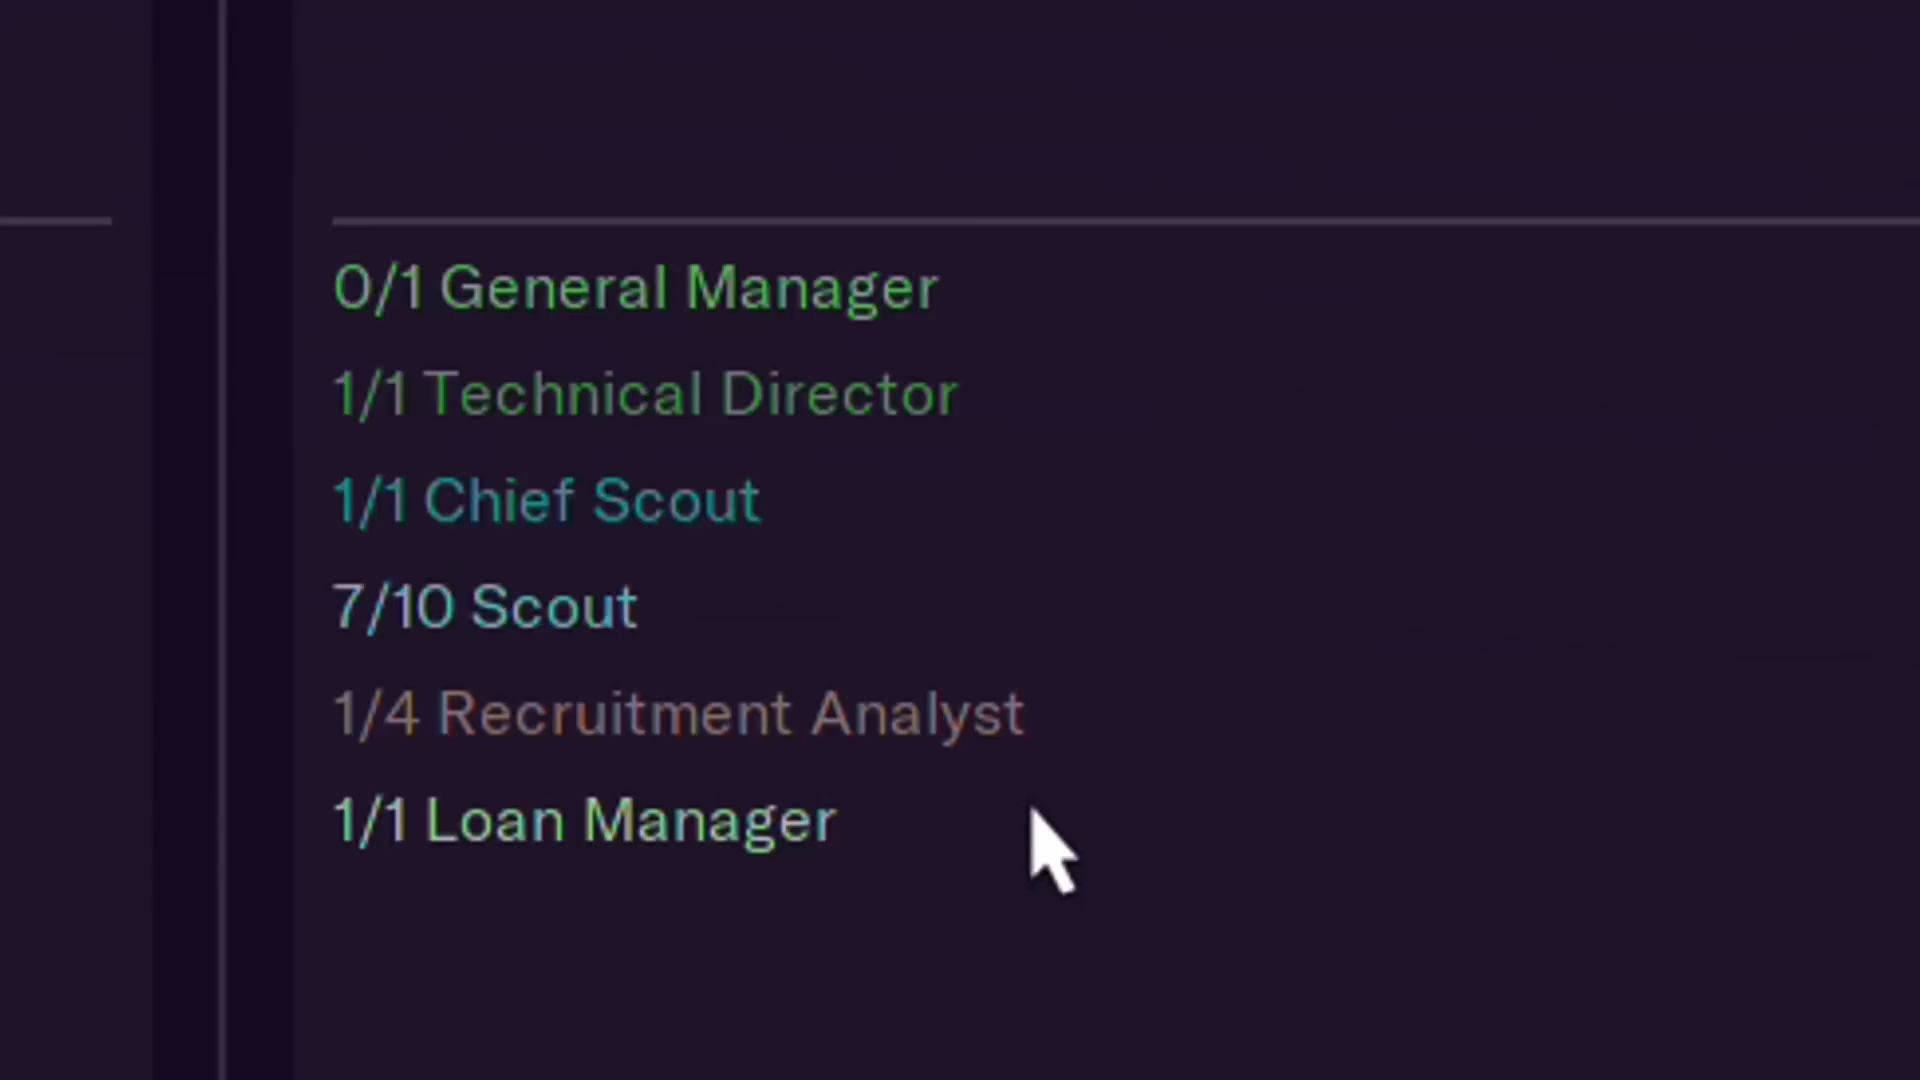 0/1 General Manager
1/1 Technical Director
1/1 Chief Scout
7/10 Scout
1/4 Recruitment Analyst
1/1 Loan Manager